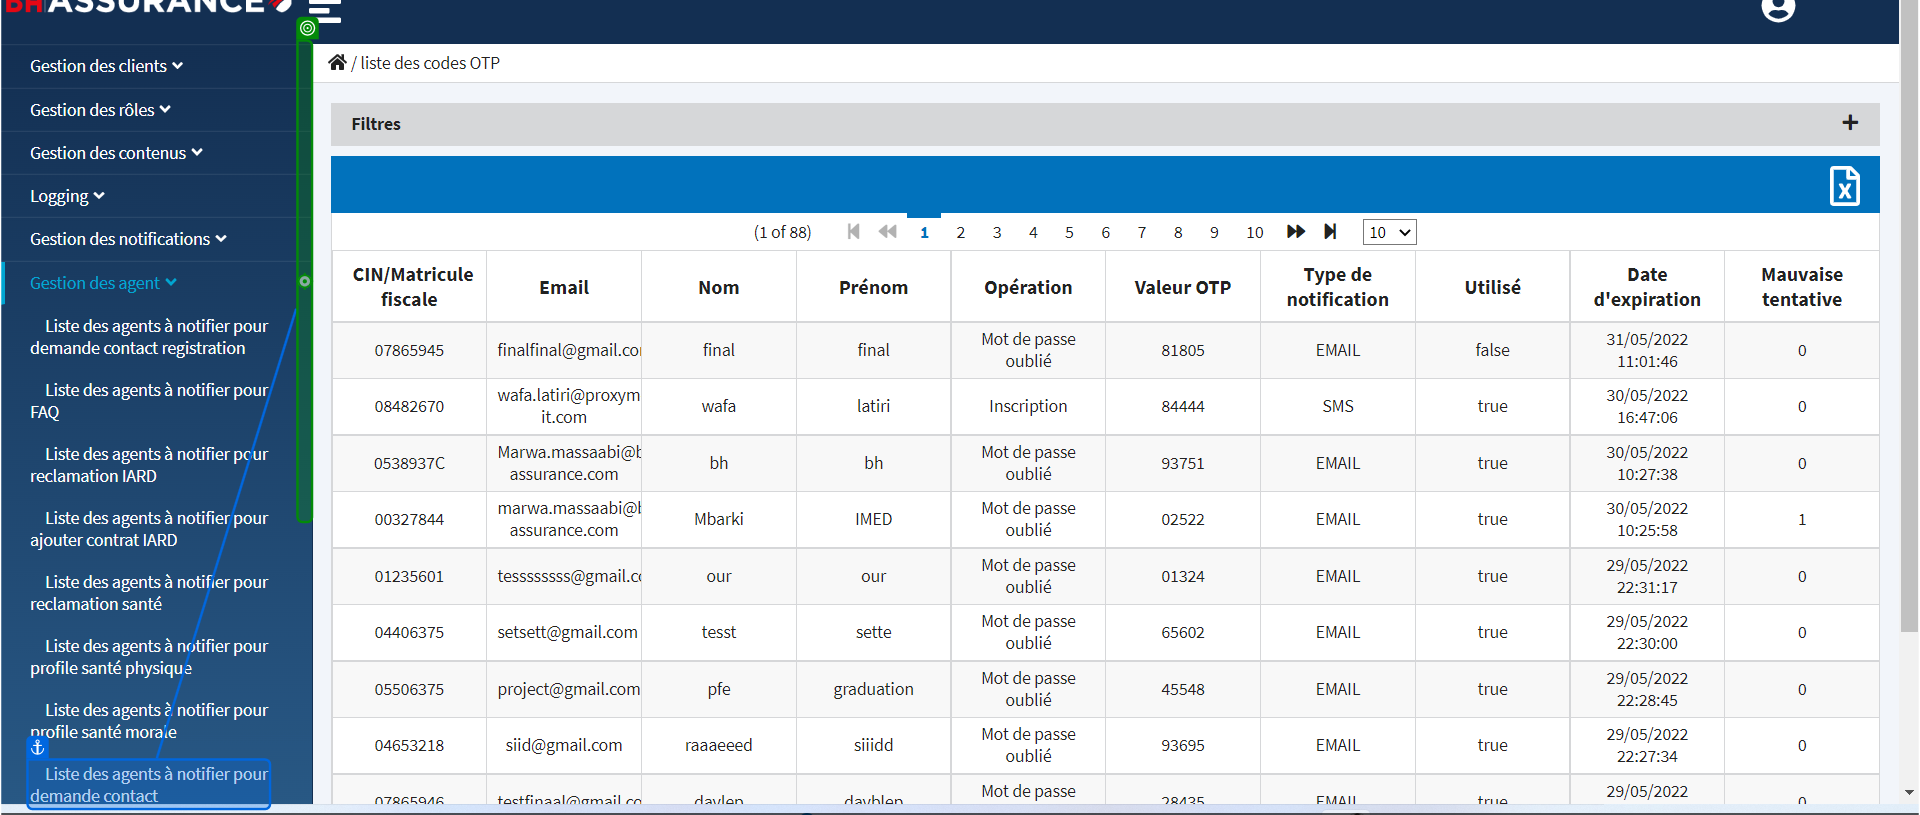 BH ASSURANCE
Gestion des clients
Gestion des rôles
Gestion des contenus
Logging
Gestion des notifications
Gestion des agent
Liste des agents à notifier pour
demande contact registration
Liste des agents à notifier pour
FAQ
Liste des agents à notifier pour
reclamation IARD
Liste des agents à notifier pour
ajouter contrat IARD
Liste des agents à notifier pour
reclamation santé
Liste des agents à notifier pour
profile santé physique
Liste des agents à notifier pour
profile santé morale
Liste des agents à notifier pour
demande contact
/ liste des codes OTP
Filtres +
(1 of 88) 1 2 3 4 5 6 7 8 9 10 10
CIN/Matricule fiscale Email Nom Prénom Opération Valeur OTP Type de notification Utilisé Date d'expiration Mauvaise tentative
07865945 finalfinal@gmail.co final final Mot de passe oublié 81805 EMAIL false 31/05/2022 11:01:46 0
08482670 wafa.latiri@proxym it.com wafa latiri Inscription 84444 SMS true 30/05/2022 16:47:06 0
0538937C Marwa.massaabi@b assurance.com bh bh Mot de passe oublié 93751 EMAIL true 30/05/2022 10:27:38 0
00327844 marwa.massaabi@b assurance.com Mbarki IMED Mot de passe oublié 02522 EMAIL true 30/05/2022 10:25:58 1
01235601 tessssssss@gmail.c our our Mot de passe oublié 01324 EMAIL true 29/05/2022 22:31:17 0
04406375 setsett@gmail.com tesst sette Mot de passe oublié 65602 EMAIL true 29/05/2022 22:30:00 0
05506375 project@gmail.com pfe graduation Mot de passe oublié 45548 EMAIL true 29/05/2022 22:28:45 0
04653218 siid@gmail.com raaaeeed siiidd Mot de passe oublié 93695 EMAIL true 29/05/2022 22:27:34 0
07865946 testfinaal@gmail.co daylep dayblep Mot de passe 28435 EMAIL true 29/05/2022 0